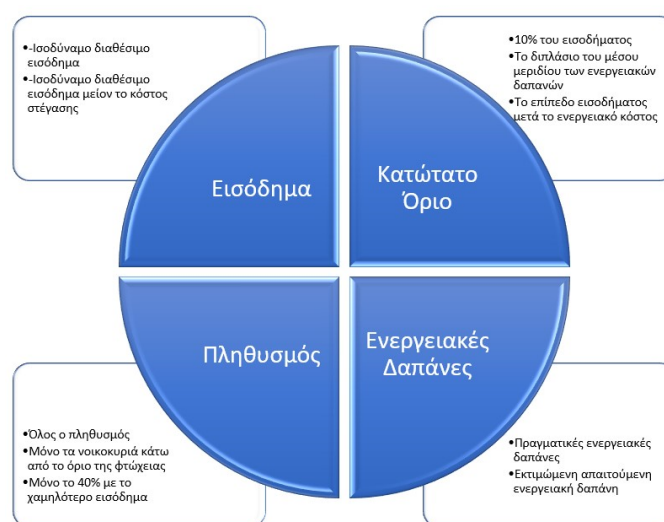 •-Ισοδύναμο διαθέσιμο
εισόδημα
•-Ισοδύναμο διαθέσιμο
εισόδημα μείον το κόστος
στέγασης
•10% του εισοδήματος
•Το διπλάσιο του μέσου
μεριδίου των ενεργειακών
δαπανών
•Το επίπεδο εισοδήματος
μετά το ενεργειακό κόστος
Εισόδημα
Κατώτατο
Όριο
Πληθυσμός
Ενεργειακές
Δαπάνες
•Όλος ο πληθυσμός
•Μόνο τα νοικοκυριά κάτω
από το όριο της φτώχειας
•Μόνο το 40% με το
χαμηλότερο εισόδημα
•Πραγματικές ενεργειακές
δαπάνες
•Εκτιμώμενη απαιτούμενη
ενεργειακή δαπάνη